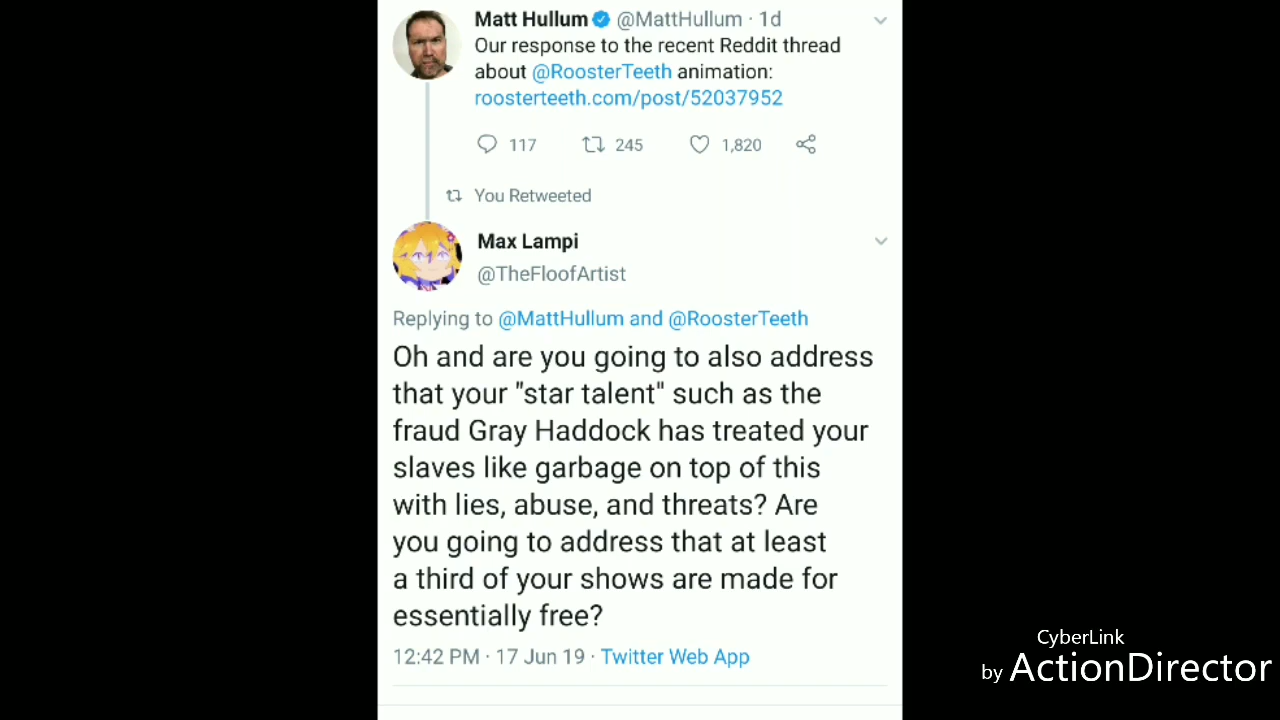 Matt Hullum @MattHullum · 1d
Our response to the recent Reddit thread
about @RoosterTeeth animation:
roosterteeth.com/post/52037952
117 245 1,820
You Retweeted
Max Lampi
@TheFloofArtist
Replying to @MattHullum and @RoosterTeeth
Oh and are you going to also address
that your "star talent" such as the
fraud Gray Haddock has treated your
slaves like garbage on top of this
with lies, abuse, and threats? Are
you going to address that at least
a third of your shows are made for
essentially free?
12:42 PM · 17 Jun 19 · Twitter Web App
CyberLink
by ActionDirector